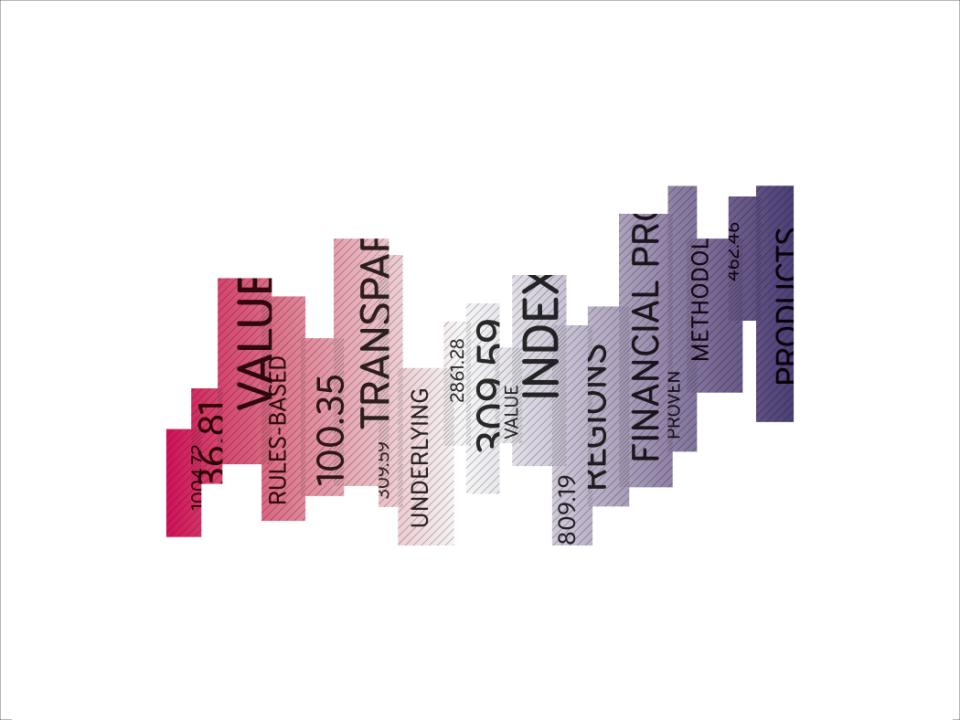 1004.72
36.81
VALUE
RULES-BASED
100.35
TRANSPAR
309.59
UNDERLYING
2861.28
309.59
VALUE
INDEX
809.19
REGIONS
FINANCIAL PRO
PROVEN
METHODOL
462.46
PRODUCTS